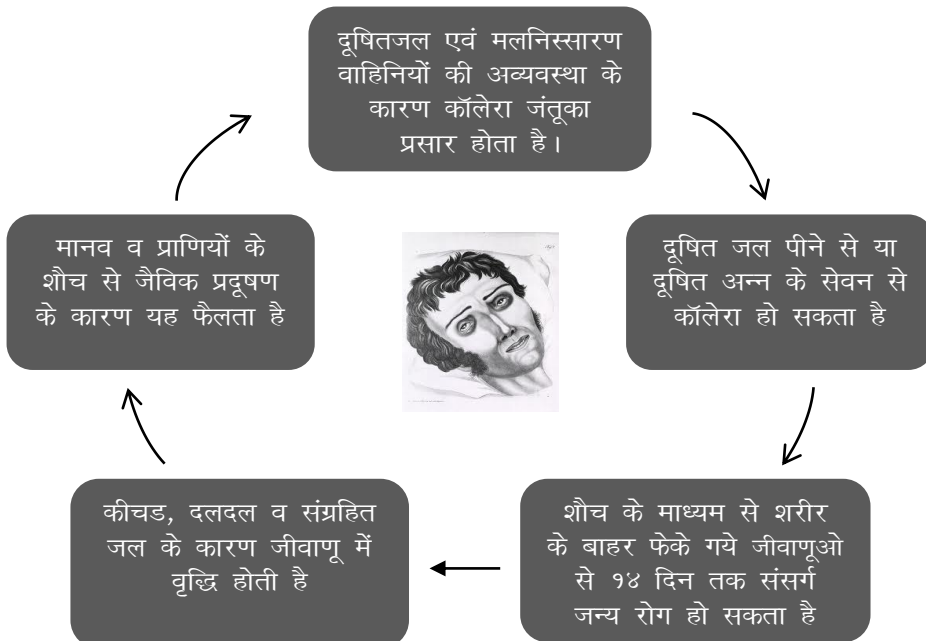 दूषितजल एवं मलनिस्सारण
वाहिनियों की अव्यवस्था के
कारण कॉलेरा जंतूका
प्रसार होता है।
दूषित जल पीने से या
दूषित अन्न के सेवन से
कॉलेरा हो सकता है
शौच के माध्यम से शरीर
के बाहर फेके गये जीवाणूओ
से १४ दिन तक संसर्ग
जन्य रोग हो सकता है
कीचड, दलदल व संग्रहित
जल के कारण जीवाणू में
वृद्धि होती है
मानव व प्राणियों के
शौच से जैविक प्रदूषण
के कारण यह फैलता है